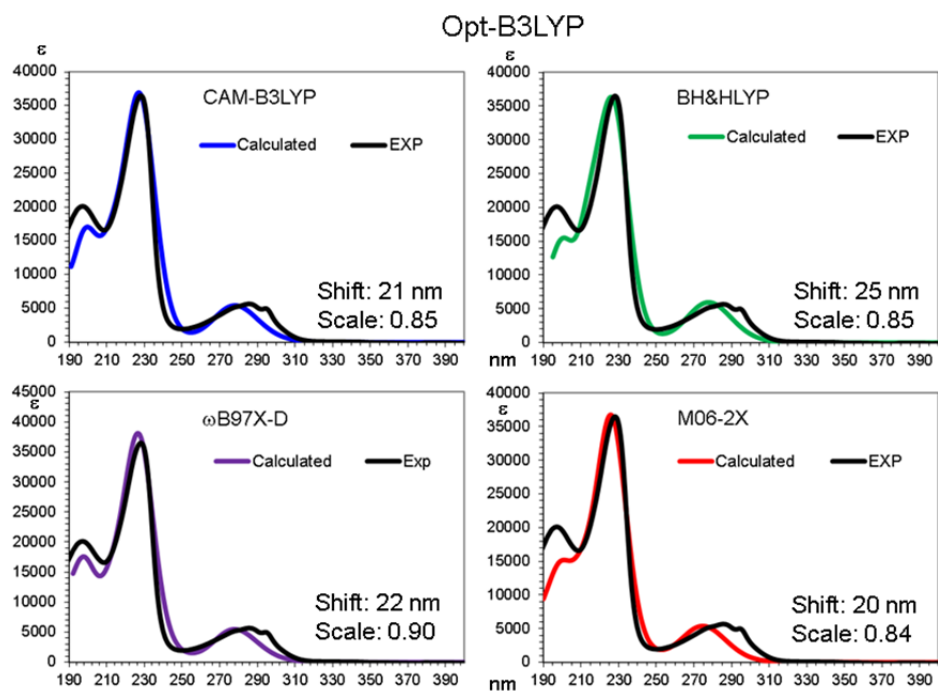 Opt-B3LYP
ε
40000
35000
30000
25000
20000
15000
10000
5000
0
CAM-B3LYP
Calculated EXP
Shift: 21 nm
Scale: 0.85
190 210 230 250 270 290 310 330 350 370 390
nm
ε
40000
35000
30000
25000
20000
15000
10000
5000
0
BH&HLYP
Calculated EXP
Shift: 25 nm
Scale: 0.85
190 210 230 250 270 290 310 330 350 370 390
ε
45000
40000
35000
30000
25000
20000
15000
10000
5000
0
ωB97X-D
Calculated Exp
Shift: 22 nm
Scale: 0.90
190 210 230 250 270 290 310 330 350 370 390
nm
ε
40000
35000
30000
25000
20000
15000
10000
5000
0
M06-2X
Calculated EXP
Shift: 20 nm
Scale: 0.84
190 210 230 250 270 290 310 330 350 370 390